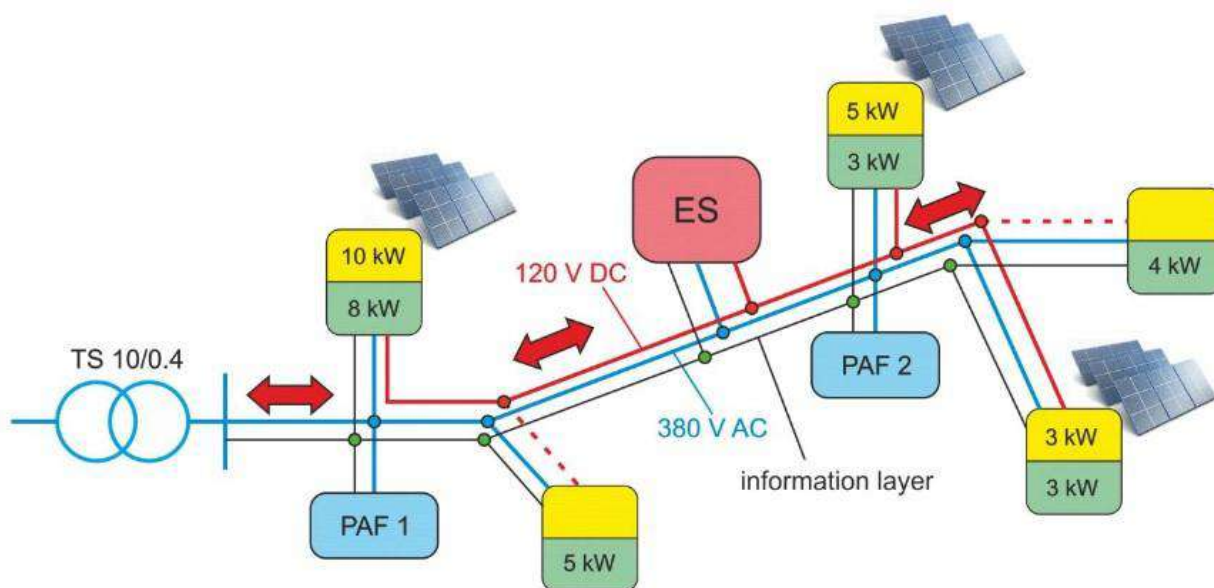 5 kW
3 kW
ES
10 kW
8 kW
120 V DC
4 kW
TS 10/0.4
PAF 2
380 V AC
3 kW
3 kW
information layer
PAF 1
5 kW